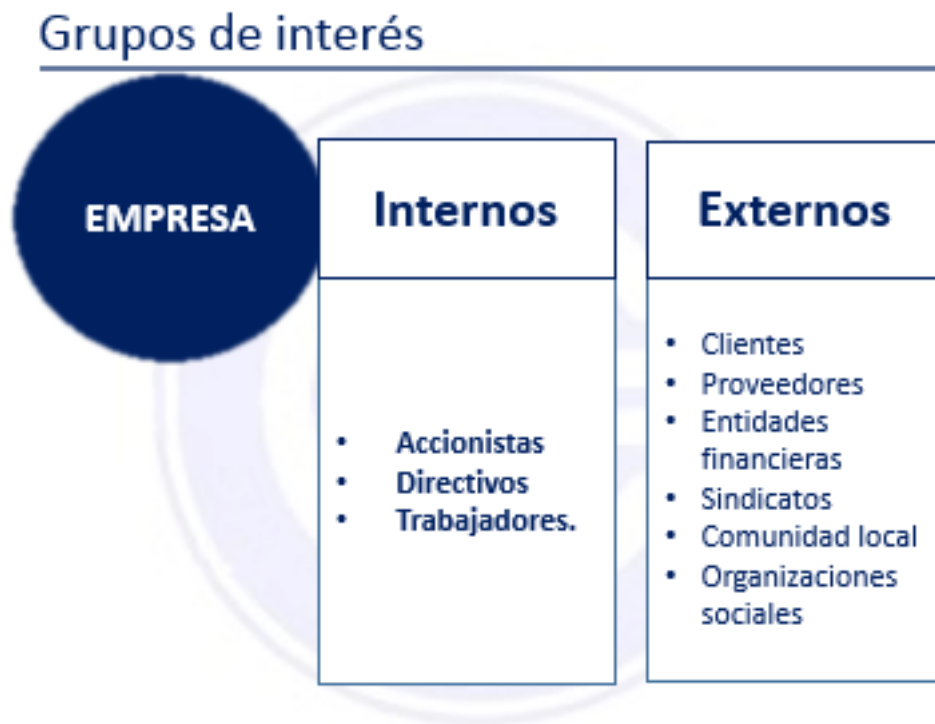 Grupos de interés
EMPRESA
Internos
• Accionistas
• Directivos
• Trabajadores.
Externos
• Clientes
• Proveedores
• Entidades
financieras
• Sindicatos
• Comunidad local
• Organizaciones
sociales